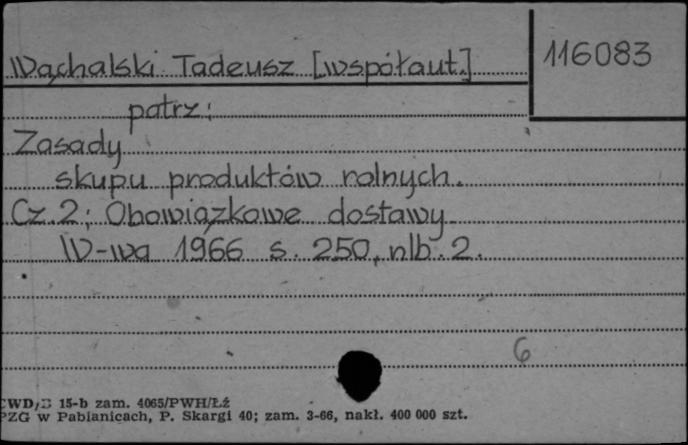 Wąchalski Tadeusz [współaut.]
116083
patrz:
Zasady
skupu produktów rolnych.
Cz.2: Obowiązkowe dostawy
W-wa 1966 s. 250, nlb. 2.
6
15-b zam. 4065/PWH/Łź
PZG w Pabianicach, P. Skargi 40; zam. 3-66, nakł. 400 000 szt.